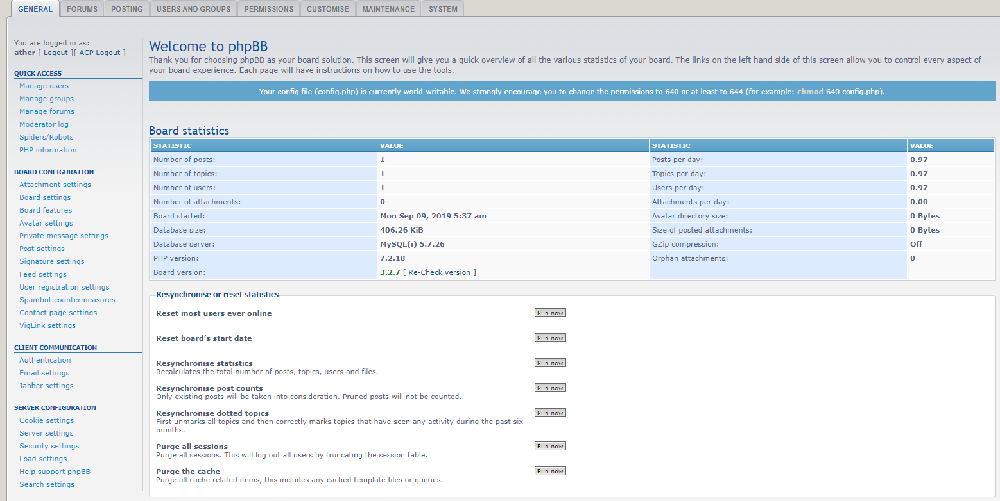 GENERAL FORUMS POSTING USERS AND GROUPS PERMISSIONS CUSTOMISE MAINTENANCE SYSTEM
You are logged in as:
ather [ Logout ][ ACP Logout ]
QUICK ACCESS
Manage users
Manage groups
Manage forums
Moderator log
Spiders/Robots
PHP information
BOARD CONFIGURATION
Attachment settings
Board settings
Board features
Avatar settings
Private message settings
Post settings
Signature settings
Feed settings
User registration settings
Spambot countermeasures
Contact page settings
VigLink settings
CLIENT COMMUNICATION
Authentication
Email settings
Jabber settings
SERVER CONFIGURATION
Cookie settings
Server settings
Security settings
Load settings
Help support phpBB
Search settings
Welcome to phpBB
Thank you for choosing phpBB as your board solution. This screen will give you a quick overview of all the various statistics of your board. The links on the left hand side of this screen allow you to control every aspect of
your board experience. Each page will have instructions on how to use the tools.
Your config file (config.php) is currently world-writable. We strongly encourage you to change the permissions to 640 or at least to 644 (for example: chmod 640 config.php).
Board statistics
STATISTIC VALUE STATISTIC VALUE
Number of posts: 1 Posts per day: 0.97
Number of topics: 1 Topics per day: 0.97
Number of users: 1 Users per day: 0.97
Number of attachments: 0 Attachments per day: 0.00
Board started: Mon Sep 09, 2019 5:37 am Avatar directory size: 0 Bytes
Database size: 406.26 KiB Size of posted attachments: 0 Bytes
Database server: MySQL(i) 5.7.26 GZip compression: Off
PHP version: 7.2.18 Orphan attachments: 0
Board version: 3.2.7 [ Re-Check version ]
Resynchronise or reset statistics
Reset most users ever online Run now
Reset board’s start date Run now
Resynchronise statistics Run now
Recalculates the total number of posts, topics, users and files.
Resynchronise post counts Run now
Only existing posts will be taken into consideration. Pruned posts will not be counted.
Resynchronise dotted topics Run now
First unmarks all topics and then correctly marks topics that have seen any activity during the past six
months.
Purge all sessions Run now
Purge all sessions. This will log out all users by truncating the session table.
Purge the cache Run now
Purge all cache related items, this includes any cached template files or queries.